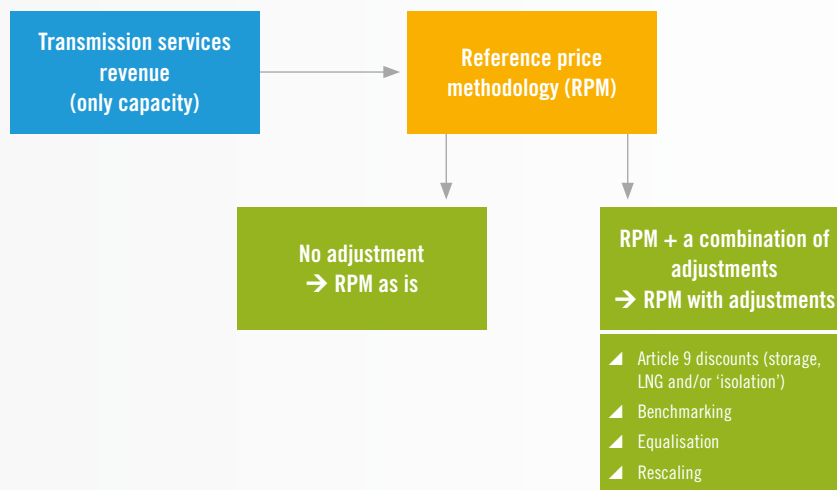 Transmission services
revenue
(only capacity)
Reference price
methodology (RPM)
No adjustment
→ RPM as is
RPM + a combination of
adjustments
→ RPM with adjustments
Article 9 discounts (storage,
LNG and/or ‘isolation’)
Benchmarking
Equalisation
Rescaling